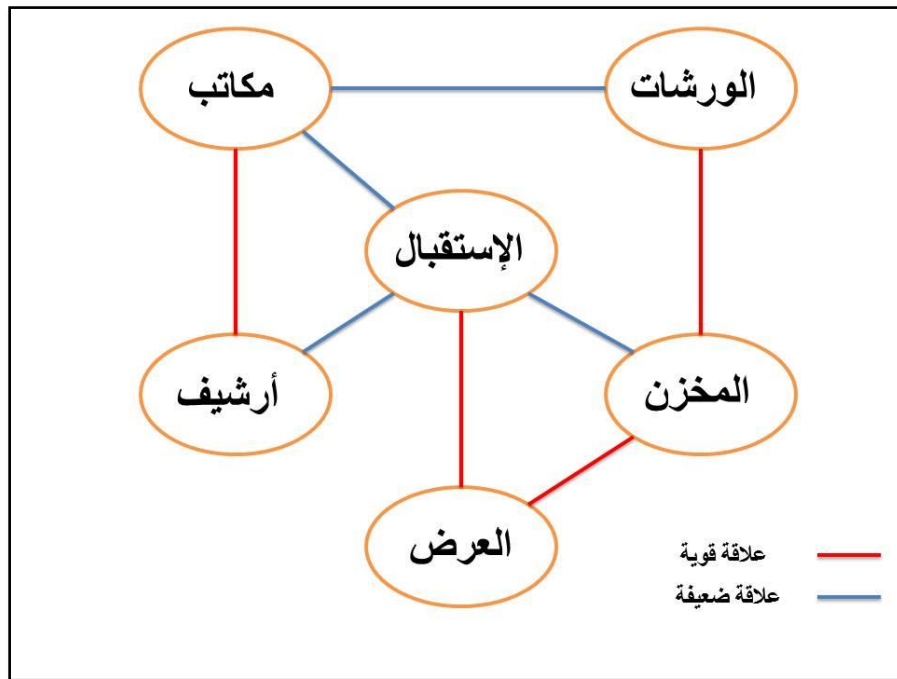 الورشات
مكاتب
الإستقبال
المخزن
أرشيف
العرض
علاقة قوية
علاقة ضعيفة